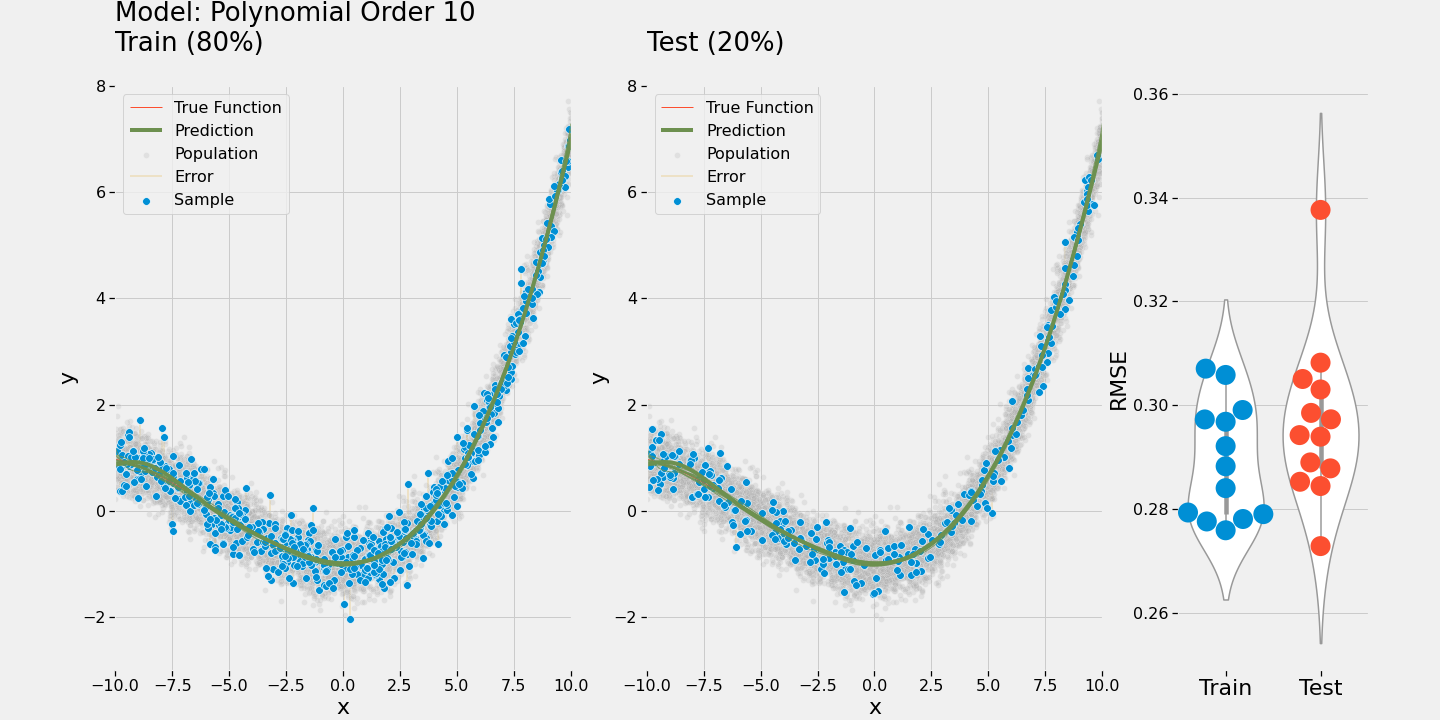 Model: Polynomial Order 10
Train (80%)
Test (20%)
8
6
4
2
0
−2
y
True Function
Prediction
Population
Error
Sample
−10.0 −7.5 −5.0 −2.5 0.0 2.5 5.0 7.5 10.0
x
8
6
4
2
0
−2
y
True Function
Prediction
Population
Error
Sample
−10.0 −7.5 −5.0 −2.5 0.0 2.5 5.0 7.5 10.0
x
0.36
0.34
0.32
0.30
0.28
0.26
RMSE
Train Test